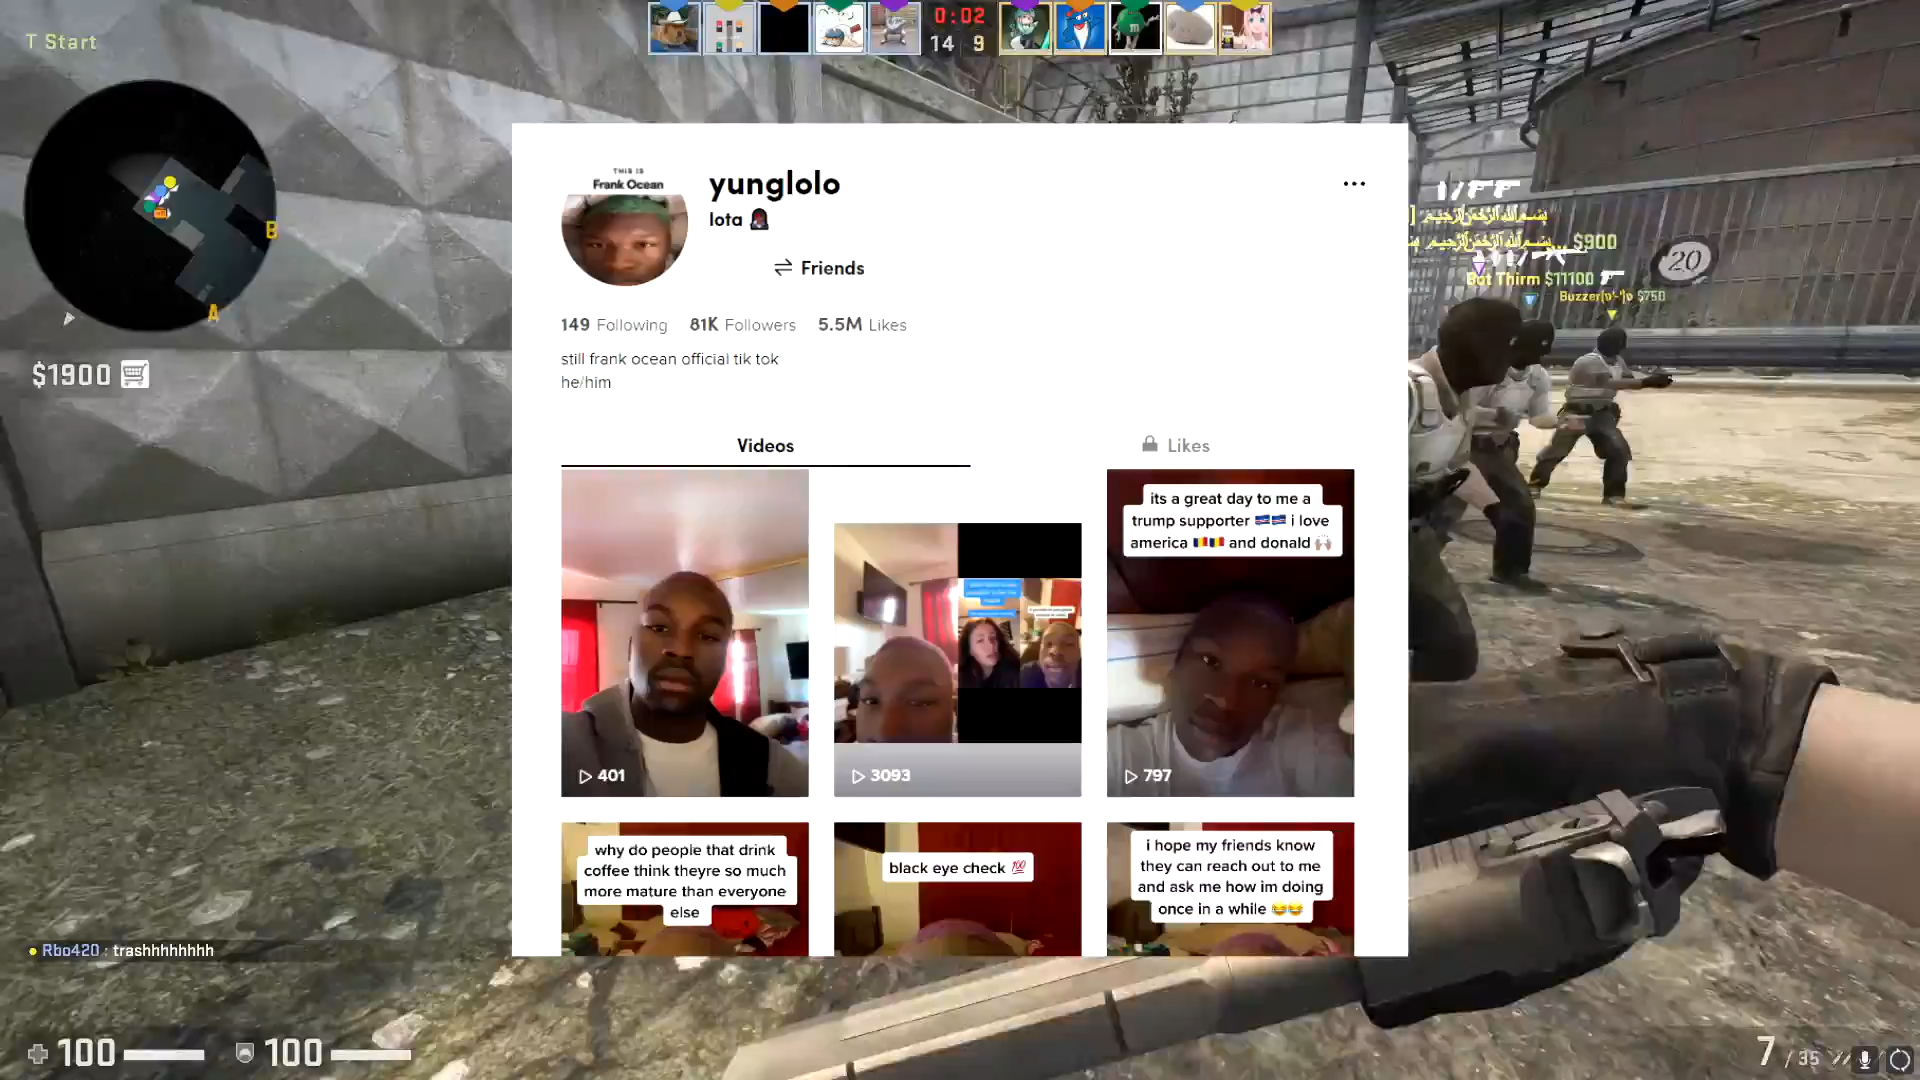 T Start
0:02
14 9
B
A
$1900
THIS IS
Frank Ocean
yunglolo
lota
Friends
149 Following 81K Followers 5.5M Likes
still frank ocean official tik tok
he/him
Videos
Likes
401
3093
its a great day to me a
trump supporter 🇨🇻🇨🇻 i love
america 🇷🇴🇷🇴 and donald 🙌🏽
797
why do people that drink
coffee think theyre so much
more mature than everyone
else
black eye check 💯
i hope my friends know
they can reach out to me
and ask me how im doing
once in a while 😂😂
$900
20
Bot Thirm $11100
$750
Rbo420 : trashhhhhhhh
100
100
7 / 35